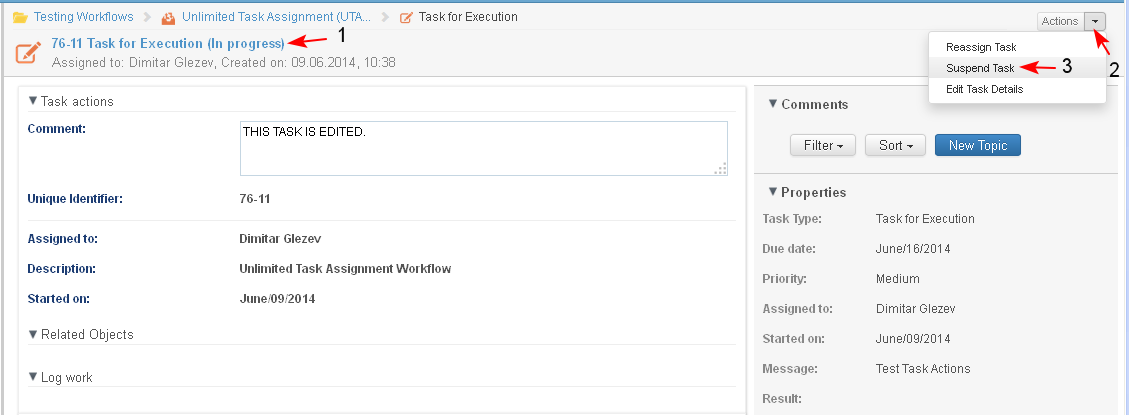 Testing Workflows Unlimited Task Assignment (UTA... Task for Execution Actions
76-11 Task for Execution (In progress) 1
Assigned to: Dimitar Glezev, Created on: 09.06.2014, 10:38
Reassign Task 2
Suspend Task 3
Edit Task Details
Task actions
Comment: THIS TASK IS EDITED.
Unique Identifier: 76-11
Assigned to: Dimitar Glezev
Description: Unlimited Task Assignment Workflow
Started on: June/09/2014
Related Objects
Log work
Comments
Filter Sort New Topic
Properties
Task Type: Task for Execution
Due date: June/16/2014
Priority: Medium
Assigned to: Dimitar Glezev
Started on: June/09/2014
Message: Test Task Actions
Result: